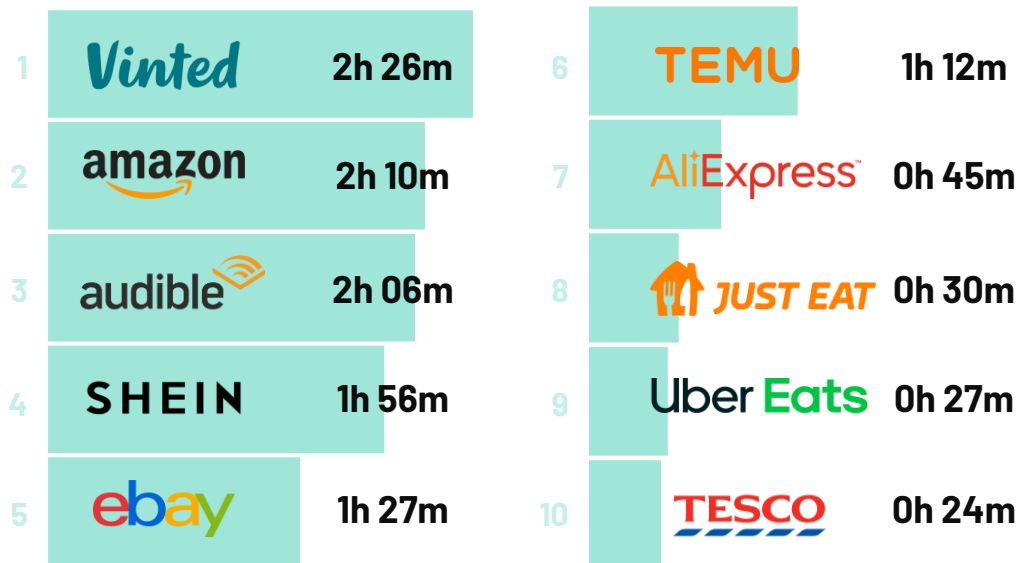 1 Vinted 2h 26m
2 amazon 2h 10m
3 audible 2h 06m
4 SHEIN 1h 56m
5 ebay 1h 27m
6 TEMU 1h 12m
7 AliExpress™ 0h 45m
8 JUST EAT 0h 30m
9 Uber Eats 0h 27m
10 TESCO 0h 24m